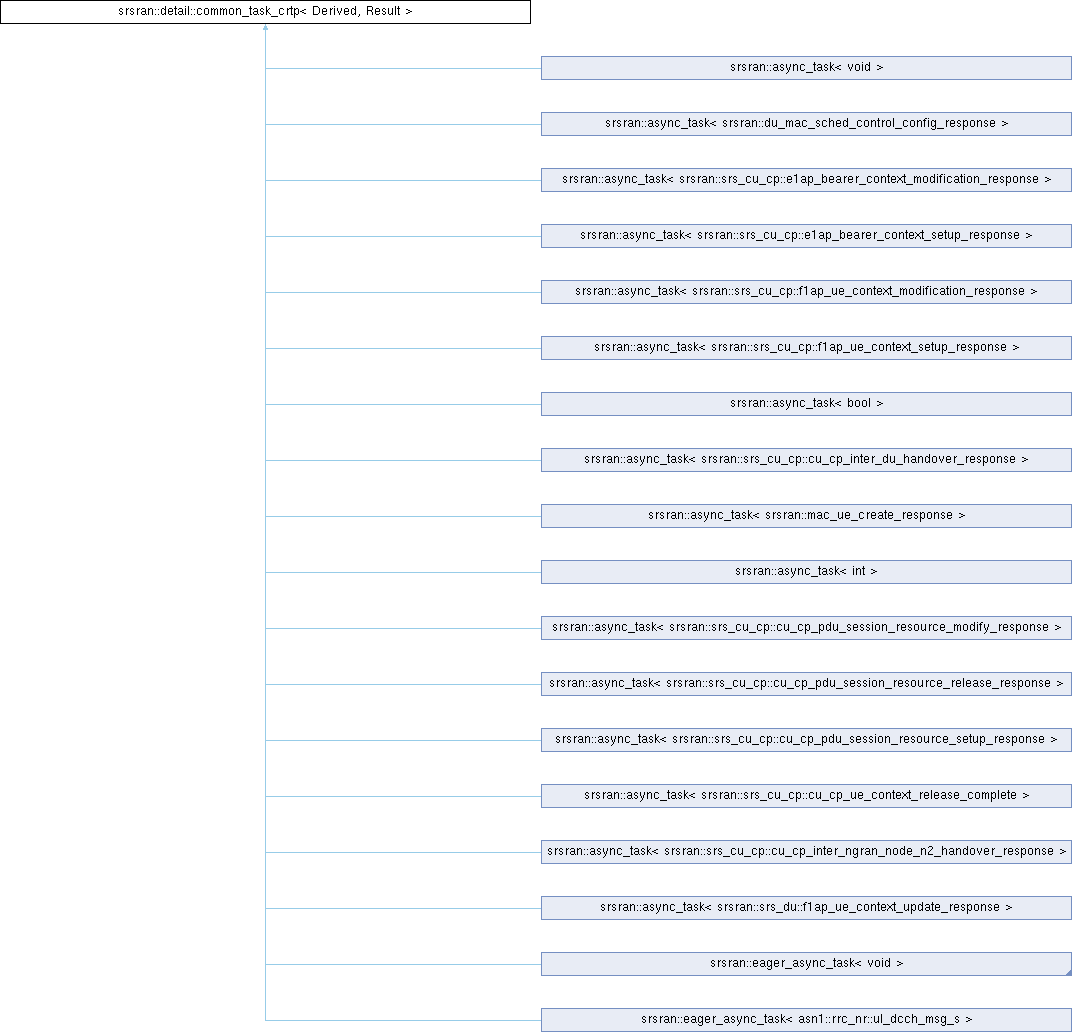 srsran::detail::common_task_crtp< Derived, Result >
srsran::async_task< void >
srsran::async_task< srsran::du_mac_sched_control_config_response >
srsran::async_task< srsran::srs_cu_cp::e1ap_bearer_context_modification_response >
srsran::async_task< srsran::srs_cu_cp::e1ap_bearer_context_setup_response >
srsran::async_task< srsran::srs_cu_cp::f1ap_ue_context_modification_response >
srsran::async_task< srsran::srs_cu_cp::f1ap_ue_context_setup_response >
srsran::async_task< bool >
srsran::async_task< srsran::srs_cu_cp::cu_cp_inter_du_handover_response >
srsran::async_task< srsran::mac_ue_create_response >
srsran::async_task< int >
srsran::async_task< srsran::srs_cu_cp::cu_cp_pdu_session_resource_modify_response >
srsran::async_task< srsran::srs_cu_cp::cu_cp_pdu_session_resource_release_response >
srsran::async_task< srsran::srs_cu_cp::cu_cp_pdu_session_resource_setup_response >
srsran::async_task< srsran::srs_cu_cp::cu_cp_ue_context_release_complete >
srsran::async_task< srsran::srs_cu_cp::cu_cp_inter_ngran_node_n2_handover_response >
srsran::async_task< srsran::srs_du::f1ap_ue_context_update_response >
srsran::eager_async_task< void >
srsran::eager_async_task< asn1::rrc_nr::ul_dcch_msg_s >